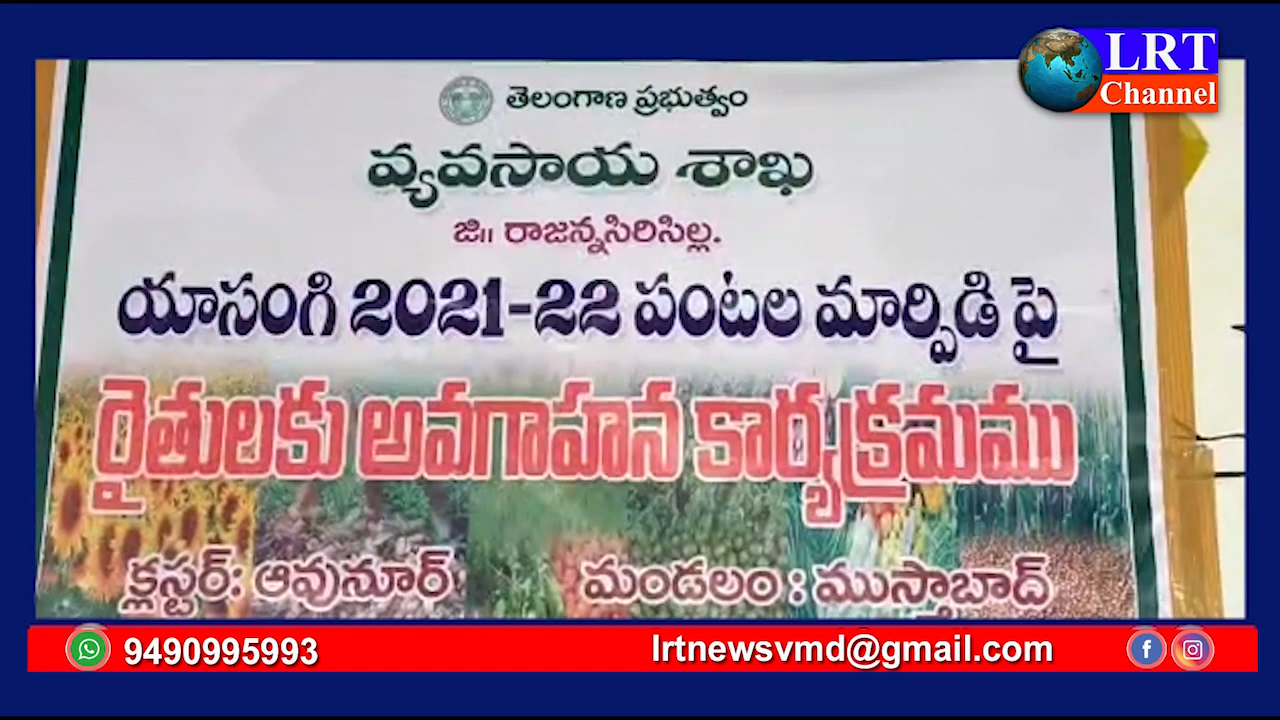 LRT
Channel
తెలంగాణ ప్రభుత్వం
వ్యవసాయ శాఖ
జి॥ రాజన్నసిరిసిల్ల.
యాసంగి 2021-22 పంటల మార్పిడి పై
రైతులకు అవగాహన కార్యక్రమము
క్లస్టర్: ఆవునూర్
మండలం : ముస్తాబాద్
9490995993
lrtnewsvmd@gmail.com